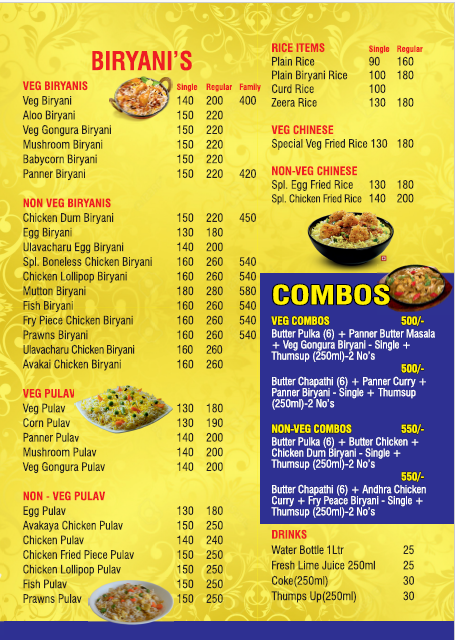 BIRYANI'S
VEG BIRYANIS Single Regular Family
Veg Biryani 140 200 400
Aloo Biryani 150 220
Veg Gongura Biryani 150 220
Mushroom Biryani 150 220
Babycorn Biryani 150 220
Panner Biryani 150 220 420
NON VEG BIRYANIS
Chicken Dum Biryani 150 220 450
Egg Biryani 130 180
Ulavacharu Egg Biryani 140 200
Spl. Boneless Chicken Biryani 160 260 540
Chicken Lollipop Biryani 160 260 540
Mutton Biryani 180 280 580
Fish Biryani 160 260 540
Fry Piece Chicken Biryani 160 260 540
Prawns Biryani 160 260 540
Ulavacharu Chicken Biryani 160 260
Avakai Chicken Biryani 160 260
VEG PULAV
Veg Pulav 130 180
Corn Pulav 130 190
Panner Pulav 140 200
Mushroom Pulav 140 200
Veg Gongura Pulav 140 200
NON - VEG PULAV
Egg Pulav 130 180
Avakaya Chicken Pulav 150 250
Chicken Pulav 140 240
Chicken Fried Piece Pulav 150 250
Chicken Lollipop Pulav 150 250
Fish Pulav 150 250
Prawns Pulav 150 250
RICE ITEMS Single Regular
Plain Rice 90 160
Plain Biryani Rice 100 180
Curd Rice 100
Zeera Rice 130 180
VEG CHINESE
Special Veg Fried Rice 130 180
NON-VEG CHINESE
Spl. Egg Fried Rice 130 180
Spl. Chicken Fried Rice 140 200
COMBOS
VEG COMBOS 500/-
Butter Pulka (6) + Panner Butter Masala
+ Veg Gongura Biryani - Single +
Thumsup (250ml)-2 No's
500/-
Butter Chapathi (6) + Panner Curry +
Panner Biryani - Single + Thumsup
(250ml)-2 No's
NON-VEG COMBOS 550/-
Butter Pulka (6) + Butter Chicken +
Chicken Dum Biryani - Single +
Thumsup (250ml)-2 No's
550/-
Butter Chapathi (6) + Andhra Chicken
Curry + Fry Peace Biryani - Single +
Thumsup (250ml)-2 No's
DRINKS
Water Bottle 1Ltr 25
Fresh Lime Juice 250ml 25
Coke(250ml) 30
Thumps Up(250ml) 30